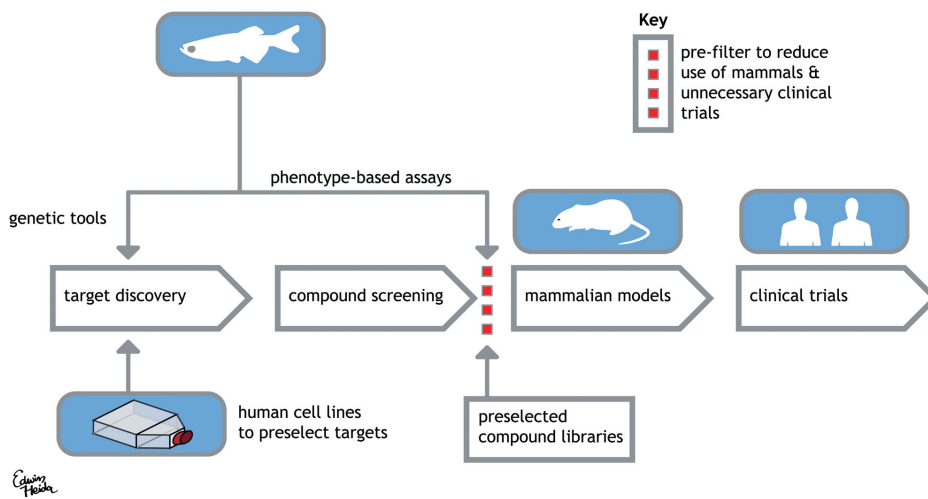 Key
pre-filter to reduce
use of mammals &
unnecessary clinical
trials
phenotype-based assays
genetic tools
target discovery
compound screening
mammalian models
clinical trials
human cell lines
to preselect targets
preselected
compound libraries
Edwin
Heida